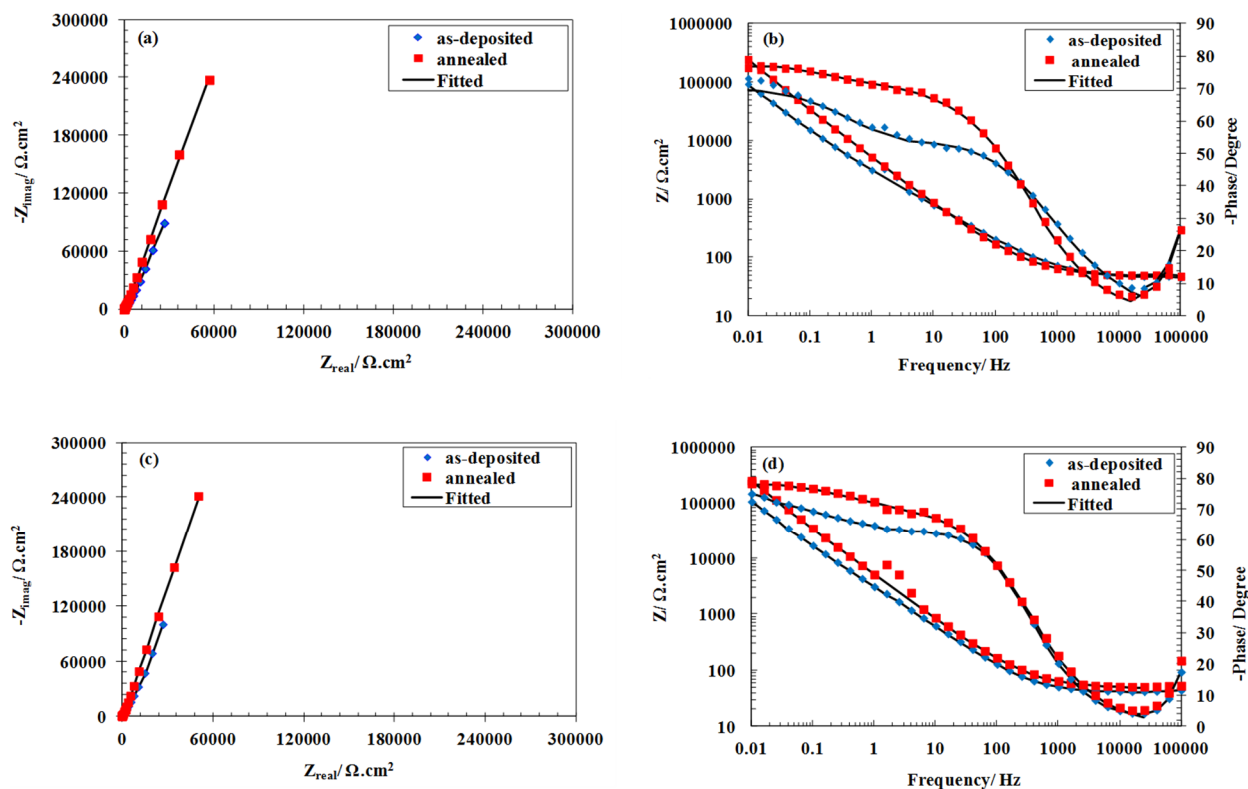 (a)
as-deposited
annealed
Fitted
300000
240000
180000
120000
60000
0
-Zimag/ Ω.cm²
0
60000
120000
180000
240000
300000
Zreal/ Ω.cm²
(b)
as-deposited
annealed
Fitted
1000000
100000
10000
1000
100
10
Z/ Ω.cm²
90
80
70
60
50
40
30
20
10
0
-Phase/ Degree
0.01
0.1
1
10
100
1000
10000
100000
Frequency/ Hz
(c)
as-deposited
annealed
Fitted
300000
240000
180000
120000
60000
0
-Zimag/ Ω.cm²
0
60000
120000
180000
240000
300000
Zreal/ Ω.cm²
(d)
as-deposited
annealed
Fitted
1000000
100000
10000
1000
100
10
Z/ Ω.cm²
90
80
70
60
50
40
30
20
10
0
-Phase/ Degree
0.01
0.1
1
10
100
1000
10000
100000
Frequency/ Hz